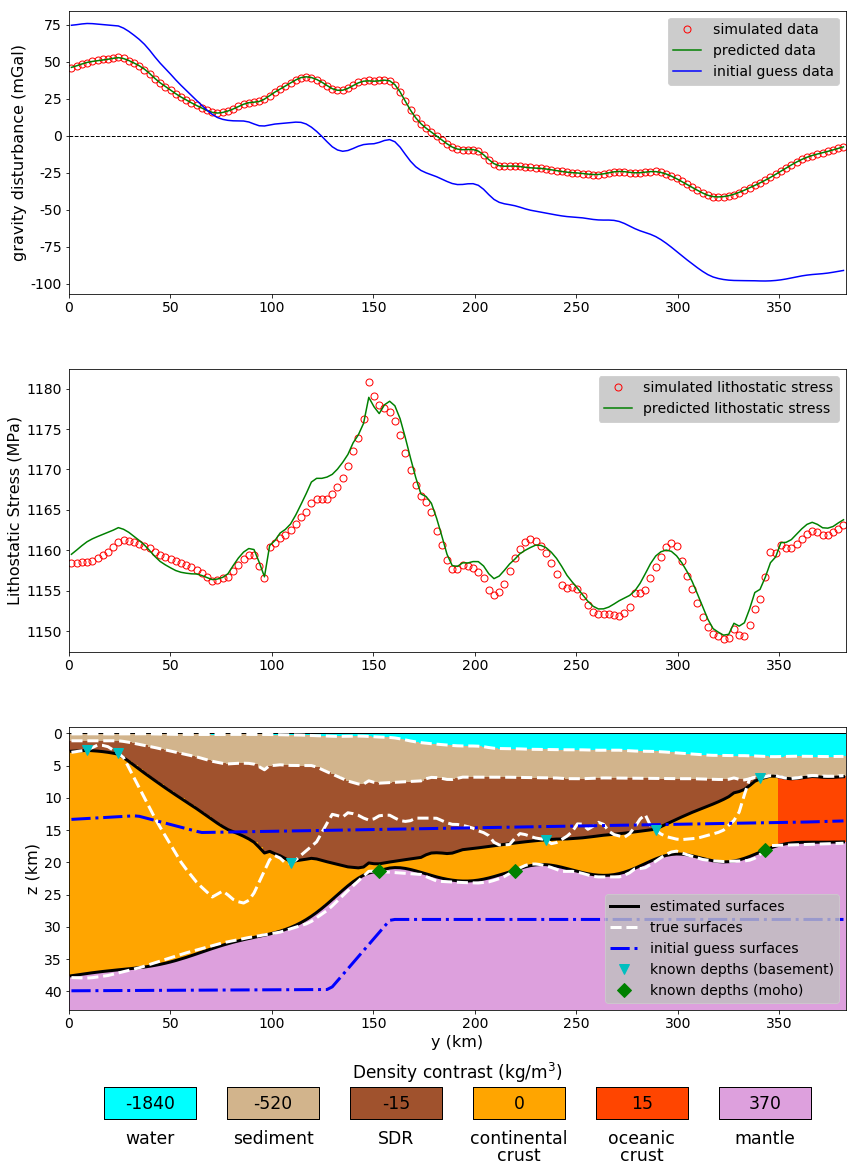 75
50
25
0
-25
-50
-75
-100
gravity disturbance (mGal)
simulated data
predicted data
initial guess data
0 50 100 150 200 250 300 350
1180
1175
1170
1165
1160
1155
1150
Lithostatic Stress (MPa)
simulated lithostatic stress
predicted lithostatic stress
0 50 100 150 200 250 300 350
0
5
10
15
20
25
30
35
40
z (km)
estimated surfaces
true surfaces
initial guess surfaces
known depths (basement)
known depths (moho)
0 50 100 150 200 250 300 350
y (km)
Density contrast (kg/m³)
-1840 -520 -15 0 15 370
water sediment SDR continental oceanic mantle
crust crust